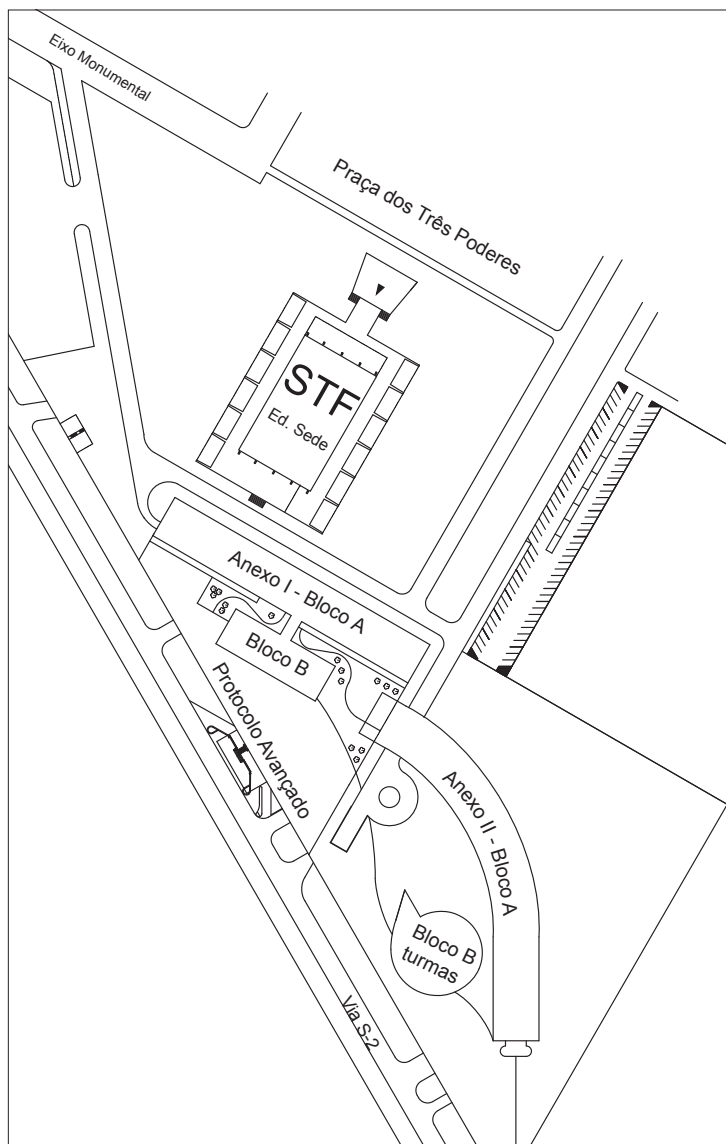 Eixo Monumental
Praça dos Três Poderes
STF
Ed. Sede
Anexo I - Bloco A
Bloco B
Protocolo Avançado
Anexo II - Bloco A
Bloco B
turmas
Via S-2